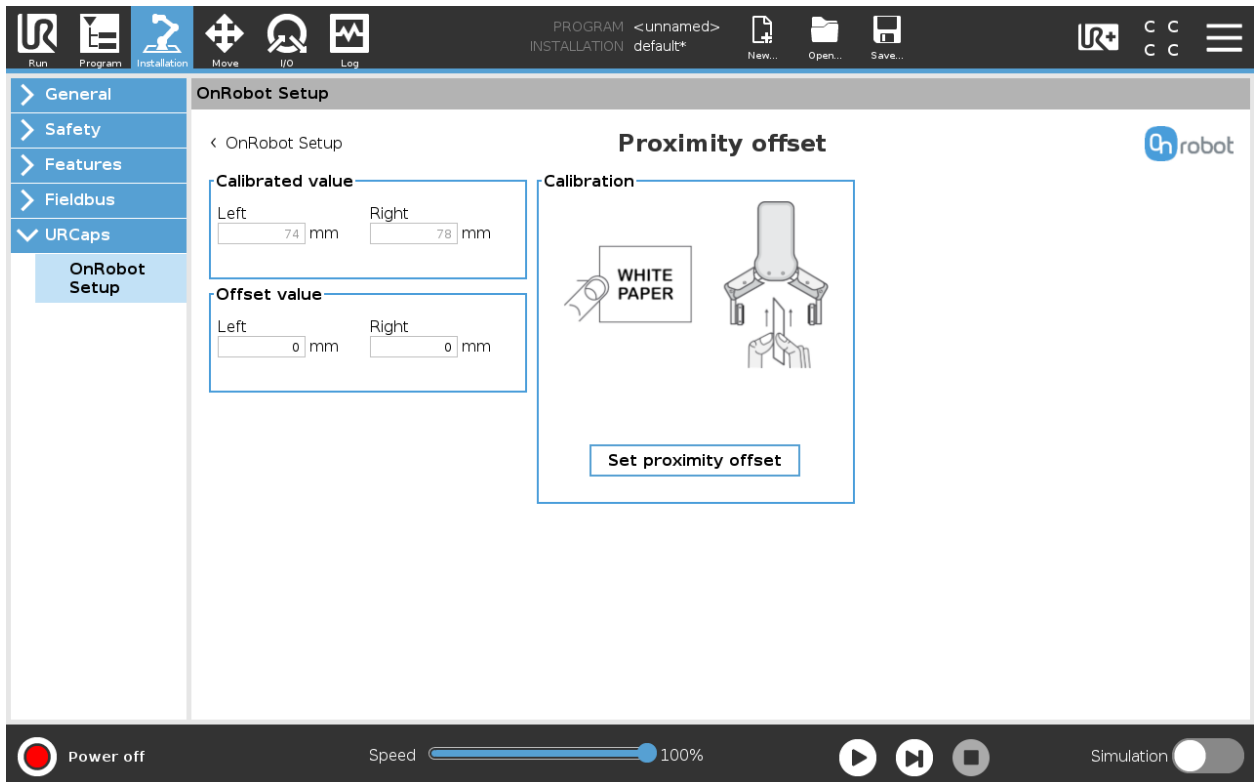 PROGRAM <unnamed>
INSTALLATION default*
Run Program Installation Move I/O Log New... Open... Save...
UR+
C C
C C
General
Safety
Features
Fieldbus
URCaps
OnRobot
Setup
OnRobot Setup
‹ OnRobot Setup
Proximity offset
On robot
Calibrated value
Left Right
74 mm 78 mm
Offset value
Left Right
0 mm 0 mm
Calibration
WHITE
PAPER
Set proximity offset
Power off Speed 100% Simulation